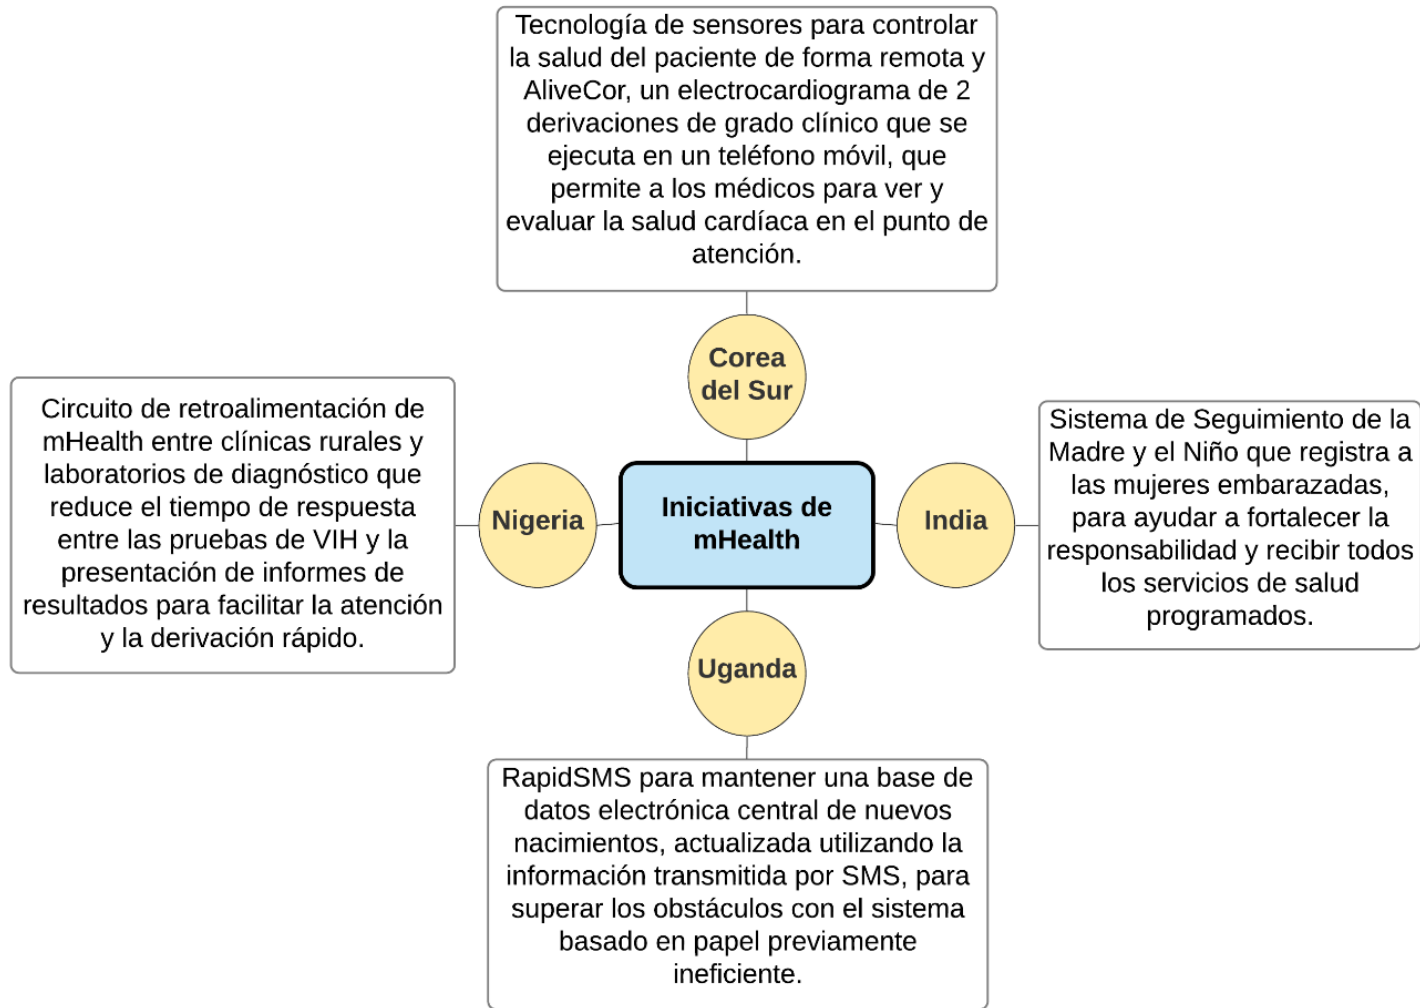 Tecnología de sensores para controlar
la salud del paciente de forma remota y
AliveCor, un electrocardiograma de 2
derivaciones de grado clínico que se
ejecuta en un teléfono móvil, que
permite a los médicos para ver y
evaluar la salud cardíaca en el punto de
atención.
Corea
del Sur
Circuito de retroalimentación de
mHealth entre clínicas rurales y
laboratorios de diagnóstico que
reduce el tiempo de respuesta
entre las pruebas de VIH y la
presentación de informes de
resultados para facilitar la atención
y la derivación rápido.
Nigeria
Iniciativas de
mHealth
India
Sistema de Seguimiento de la
Madre y el Niño que registra a
las mujeres embarazadas,
para ayudar a fortalecer la
responsabilidad y recibir todos
los servicios de salud
programados.
Uganda
RapidSMS para mantener una base de
datos electrónica central de nuevos
nacimientos, actualizada utilizando la
información transmitida por SMS, para
superar los obstáculos con el sistema
basado en papel previamente
ineficiente.